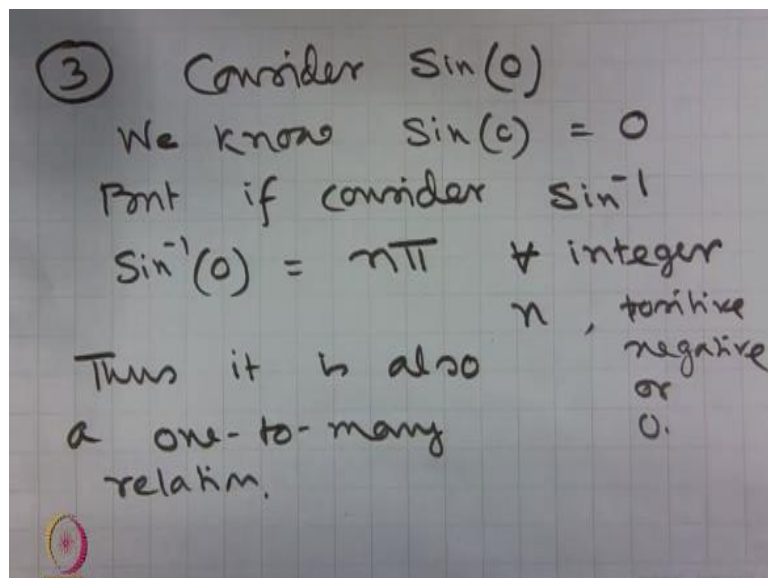 ③ Consider Sin(0)
We know Sin(0) = 0
But if consider Sin⁻¹
Sin⁻¹(0) = nπ ∀ integer
n, positive
negative
or
0.
Thus it is also
a one-to-many
relation.